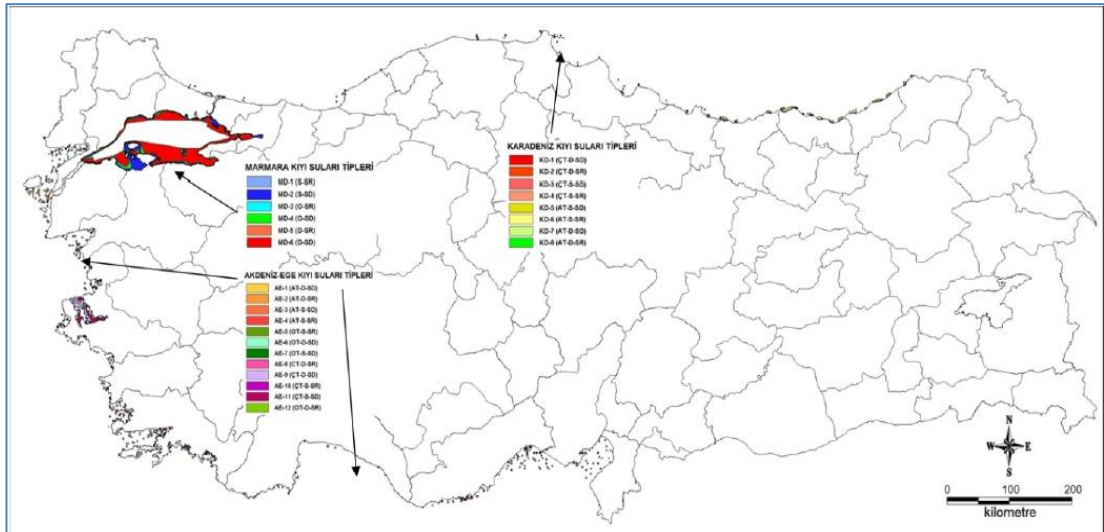 KARADENİZ KIYI SULARI TİPLERİ
KD-1 (ÇT-D-SD)
KD-2 (ÇT-D-SR)
KD-3 (ÇT-S-SD)
KD-4 (ÇT-S-SR)
KD-5 (AT-S-SD)
KD-6 (AT-S-SR)
KD-7 (AT-D-SD)
KD-8 (AT-D-SR)
MARMARA KIYI SULARI TİPLERİ
MD-1 (S-SR)
MD-2 (S-SD)
MD-3 (O-SR)
MD-4 (O-SD)
MD-5 (D-SR)
MD-6 (D-SD)
AKDENİZ-EGE KIYI SULARI TİPLERİ
AE-1 (AT-D-SD)
AE-2 (AT-D-SR)
AE-3 (AT-S-SD)
AE-4 (AT-S-SR)
AE-5 (OT-S-SR)
AE-6 (OT-D-SD)
AE-7 (OT-S-SD)
AE-8 (ÇT-D-SR)
AE-9 (ÇT-D-SD)
AE-10 (ÇT-S-SR)
AE-11 (ÇT-S-SD)
AE-12 (OT-D-SR)
N
W E
S
0 100 200
kilometre